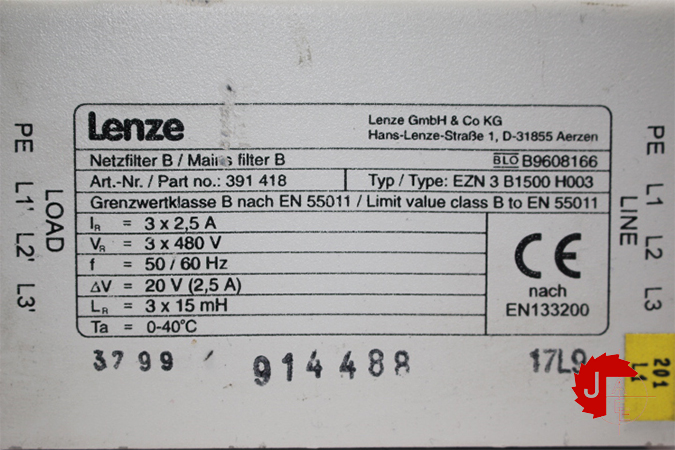 Lenze
Lenze GmbH & Co KG
Hans-Lenze-Straße 1, D-31855 Aerzen
Netzfilter B / Mains filter B
BLO B9608166
Art.-Nr. / Part no.: 391 418
Typ / Type: EZN 3 B1500 H003
Grenzwertklasse B nach EN 55011 / Limit value class B to EN 55011
IR = 3 x 2,5 A
VR = 3 x 480 V
f = 50 / 60 Hz
ΔV = 20 V (2,5 A)
LR = 3 x 15 mH
Ta = 0-40°C
CE
nach
EN133200
PE L1' L2' L3'
LOAD
PE L1 L2 L3
LINE
3799
914488
17L9
201
L1
J